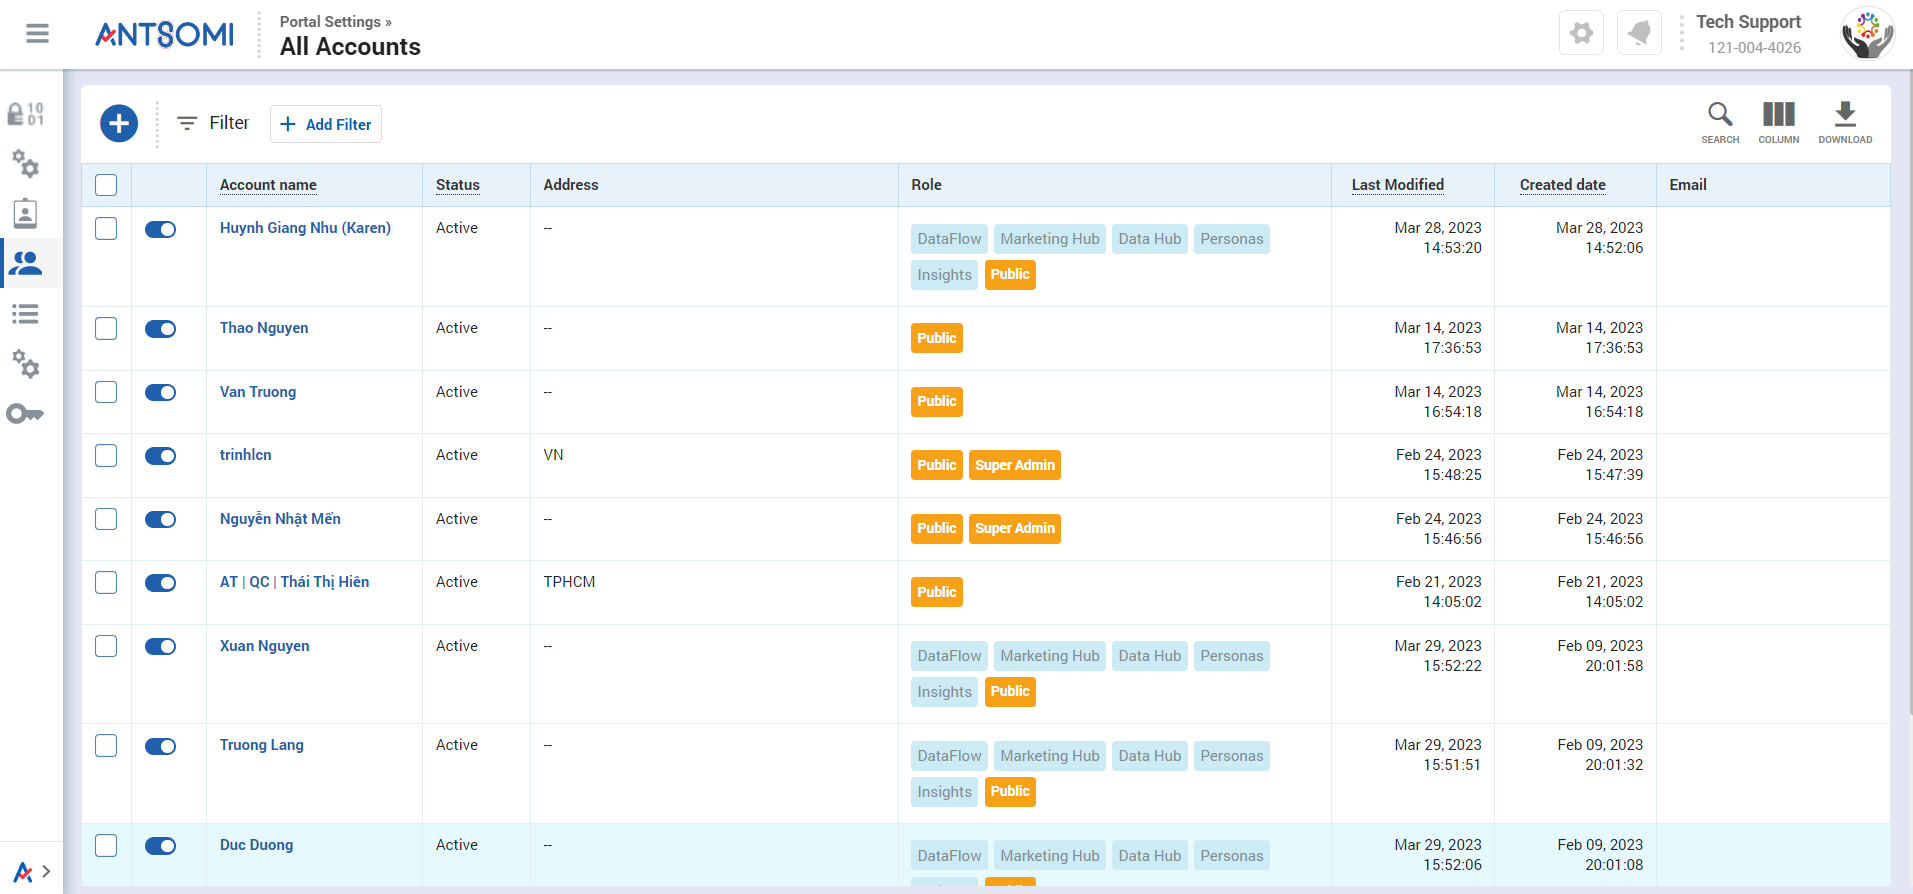 ANTSOMI
Portal Settings »
All Accounts
Tech Support
121-004-4026
10
01
Filter
+ Add Filter
SEARCH
COLUMN
DOWNLOAD
Account name Status Address Role Last Modified Created date Email
Huynh Giang Nhu (Karen) Active -- DataFlow Marketing Hub Data Hub Personas Mar 28, 2023 Mar 28, 2023
Insights Public 14:53:20 14:52:06
Thao Nguyen Active -- Public Mar 14, 2023 Mar 14, 2023
17:36:53 17:36:53
Van Truong Active -- Public Mar 14, 2023 Mar 14, 2023
16:54:18 16:54:18
trinhlcn Active VN Public Super Admin Feb 24, 2023 Feb 24, 2023
15:48:25 15:47:39
Nguyễn Nhật Mến Active -- Public Super Admin Feb 24, 2023 Feb 24, 2023
15:46:56 15:46:56
AT | QC | Thái Thị Hiên Active TPHCM Public Feb 21, 2023 Feb 21, 2023
14:05:02 14:05:02
Xuan Nguyen Active -- DataFlow Marketing Hub Data Hub Personas Mar 29, 2023 Feb 09, 2023
Insights Public 15:52:22 20:01:58
Truong Lang Active -- DataFlow Marketing Hub Data Hub Personas Mar 29, 2023 Feb 09, 2023
Insights Public 15:51:51 20:01:32
Duc Duong Active -- DataFlow Marketing Hub Data Hub Personas Mar 29, 2023 Feb 09, 2023
15:52:06 20:01:08